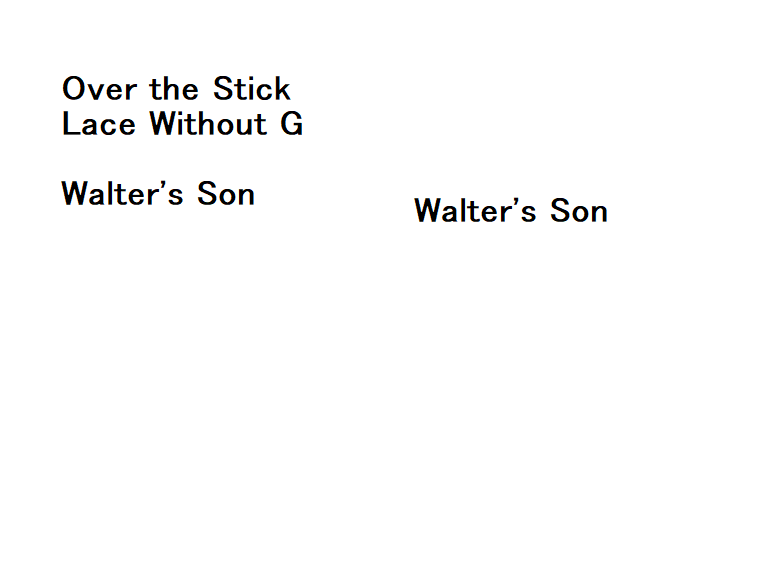 Over the Stick
Lace Without G
Walter's Son
Walter's Son